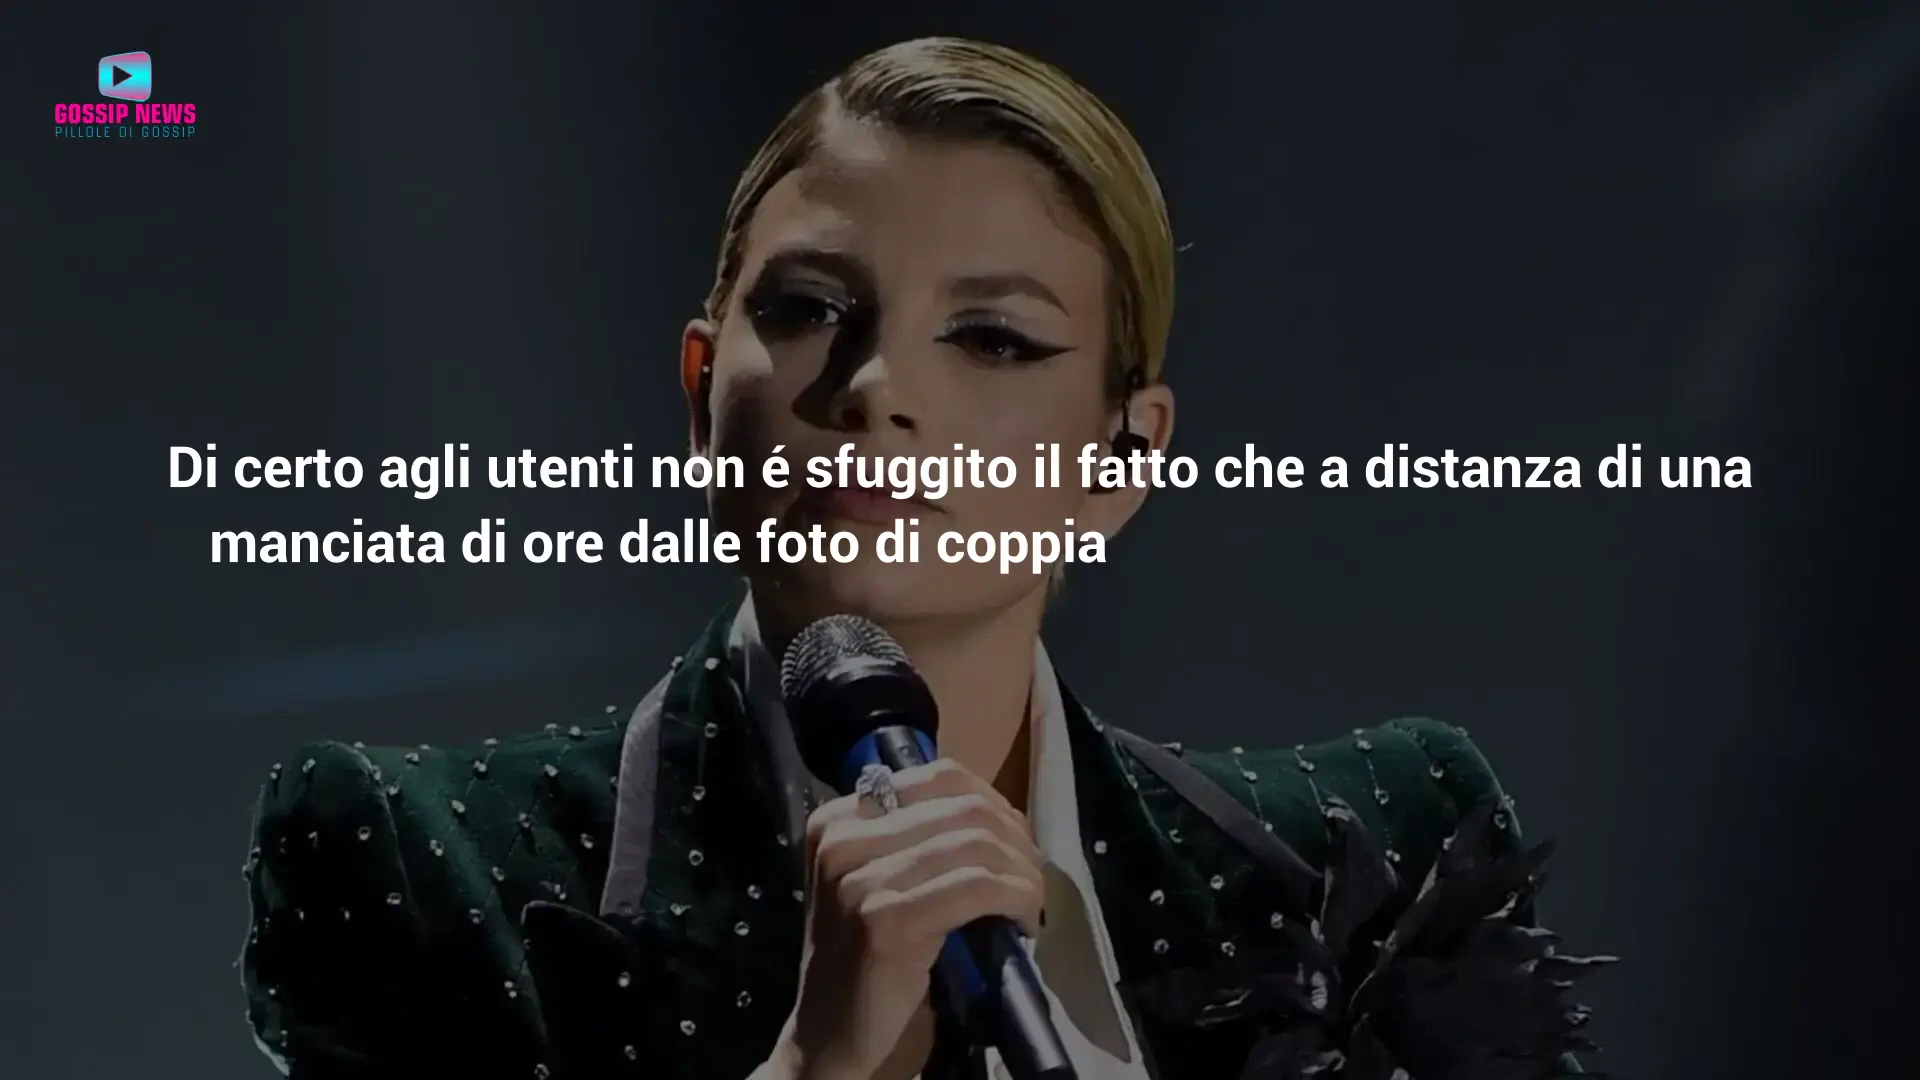 GOSSIP NEWS
PILLOLE DI GOSSIP
Di certo agli utenti non é sfuggito il fatto che a distanza di una
manciata di ore dalle foto di coppia